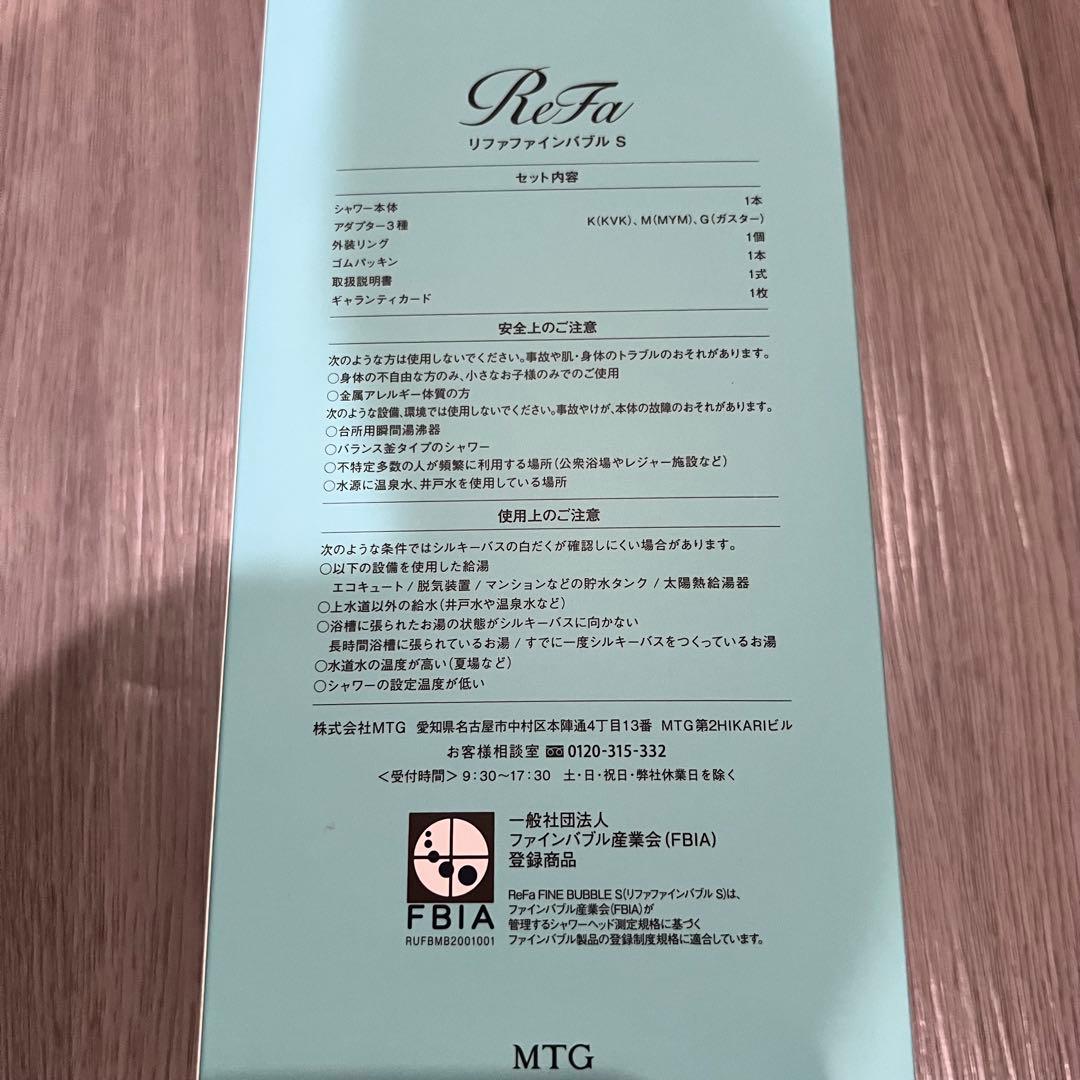 ReFa
リファファインバブル S
セット内容
シャワー本体 1本
アダプター3種 K(KVK)、M(MYM)、G(ガスター)
外装リング 1個
ゴムパッキン 1本
取扱説明書 1式
ギャランティカード 1枚
安全上のご注意
次のような方は使用しないでください。事故や肌・身体のトラブルのおそれがあります。
○身体の不自由な方のみ、小さなお子様のみでのご使用
○金属アレルギー体質の方
次のような設備、環境では使用しないでください。事故やけが、本体の故障のおそれがあります。
○台所用瞬間湯沸器
○バランス釜タイプのシャワー
○不特定多数の人が頻繁に利用する場所(公衆浴場やレジャー施設など)
○水源に温泉水、井戸水を使用している場所
使用上のご注意
次のような条件ではシルキーバスの白だくが確認しにくい場合があります。
○以下の設備を使用した給湯
エコキュート / 脱気装置 / マンションなどの貯水タンク / 太陽熱給湯器
○上水道以外の給水(井戸水や温泉水など)
○浴槽に張られたお湯の状態がシルキーバスに向かない
長時間浴槽に張られているお湯 / すでに一度シルキーバスをつくっているお湯
○水道水の温度が高い(夏場など)
○シャワーの設定温度が低い
株式会社MTG 愛知県名古屋市中村区本陣通4丁目13番 MTG第2HIKARIビル
お客様相談室 0120-315-332
＜受付時間＞9:30～17:30 土・日・祝日・弊社休業日を除く
一般社団法人
ファインバブル産業会(FBIA)
登録商品
ReFa FINE BUBBLE S(リファファインバブル S)は、
ファインバブル産業会(FBIA)が
管理するシャワーヘッド測定規格に基づく
ファインバブル製品の登録制度規格に適合しています。
FBIA
RUFBMB2001001
MTG